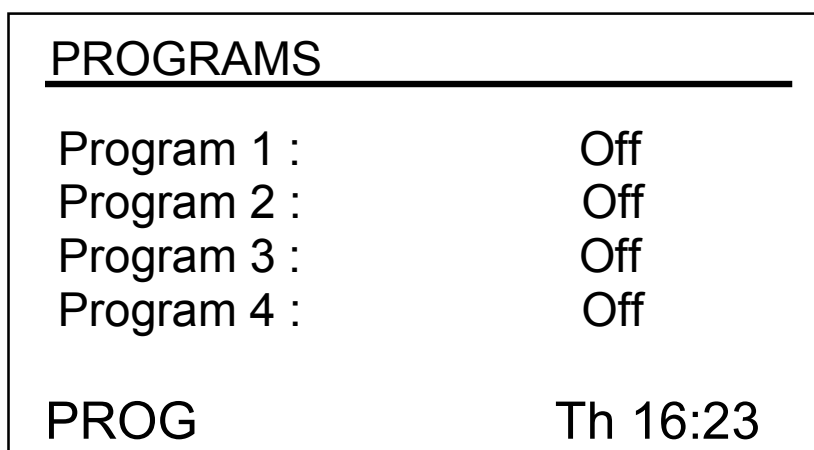 PROGRAMS
Program 1 : Off
Program 2 : Off
Program 3 : Off
Program 4 : Off
PROG Th 16:23